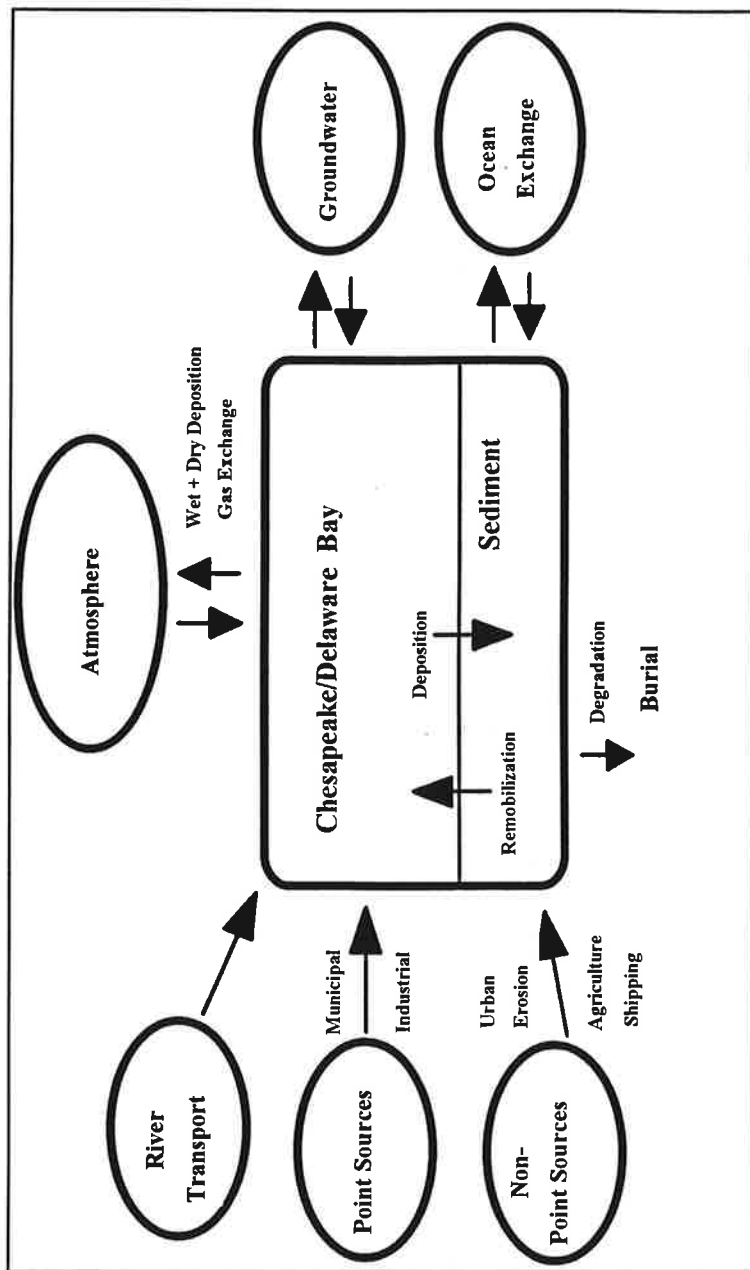 Atmosphere
Wet + Dry Deposition
Gas Exchange
River
Transport
Point Sources
Municipal
Industrial
Non-
Point Sources
Urban
Erosion
Agriculture
Shipping
Chesapeake/Delaware Bay
Deposition
Remobilization
Sediment
Degradation
Burial
Groundwater
Ocean
Exchange